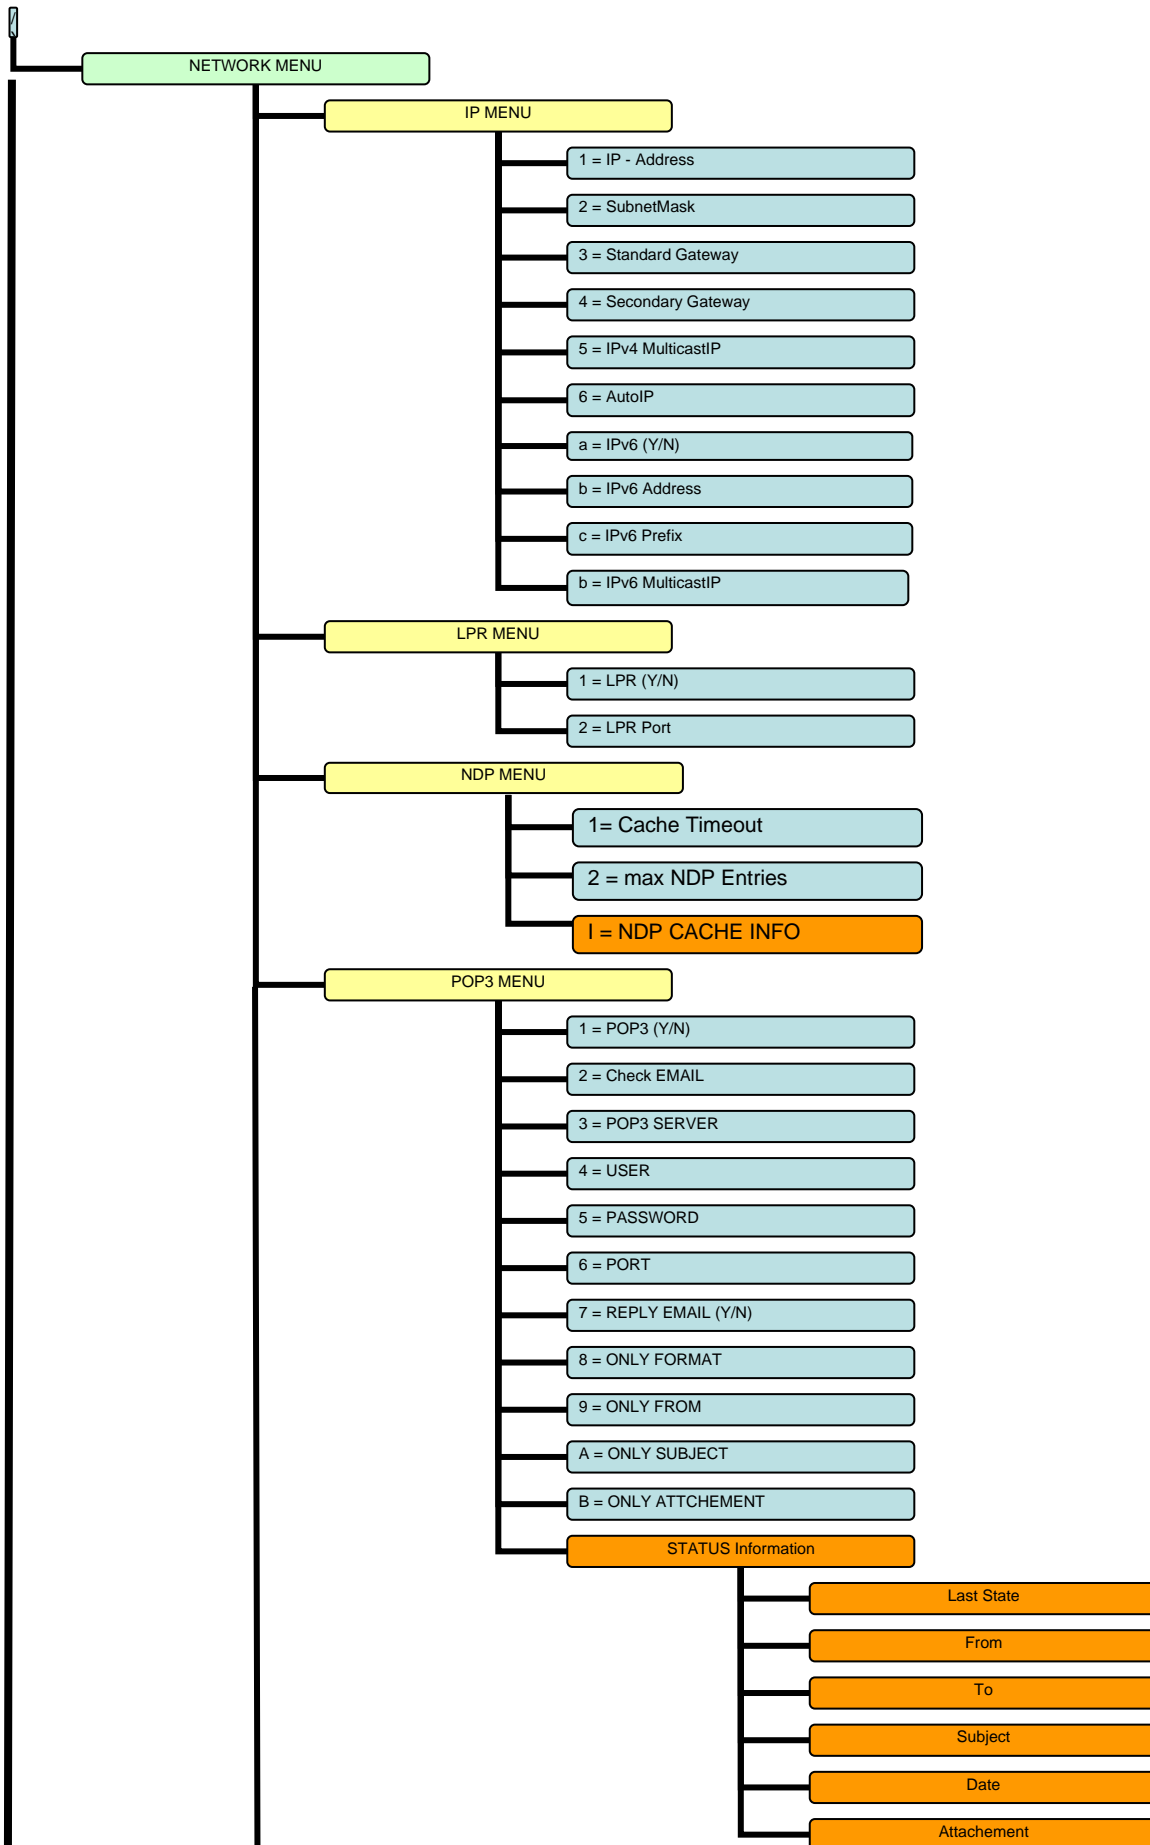 NETWORK MENU
IP MENU
1 = IP - Address
2 = SubnetMask
3 = Standard Gateway
4 = Secondary Gateway
5 = IPv4 MulticastIP
6 = AutoIP
a = IPv6 (Y/N)
b = IPv6 Address
c = IPv6 Prefix
b = IPv6 MulticastIP
LPR MENU
1 = LPR (Y/N)
2 = LPR Port
NDP MENU
1= Cache Timeout
2 = max NDP Entries
I = NDP CACHE INFO
POP3 MENU
1 = POP3 (Y/N)
2 = Check EMAIL
3 = POP3 SERVER
4 = USER
5 = PASSWORD
6 = PORT
7 = REPLY EMAIL (Y/N)
8 = ONLY FORMAT
9 = ONLY FROM
A = ONLY SUBJECT
B = ONLY ATTCHEMENT
STATUS Information
Last State
From
To
Subject
Date
Attachement